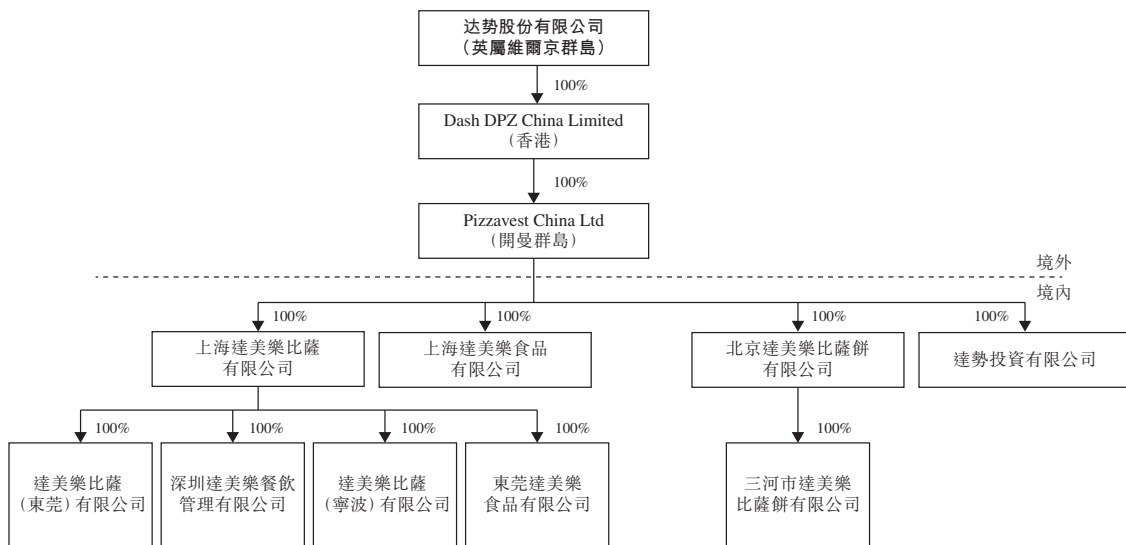 达势股份有限公司
（英屬維爾京群島）
100%
Dash DPZ China Limited
（香港）
100%
Pizzavest China Ltd
（開曼群島）
境外
境內
100%
100%
100%
100%
上海達美樂比薩
有限公司
上海達美樂食品
有限公司
北京達美樂比薩餅
有限公司
達勢投資有限公司
100%
100%
100%
100%
100%
達美樂比薩
（東莞）有限公司
深圳達美樂餐飲
管理有限公司
達美樂比薩
（寧波）有限公司
東莞達美樂
食品有限公司
三河市達美樂
比薩餅有限公司